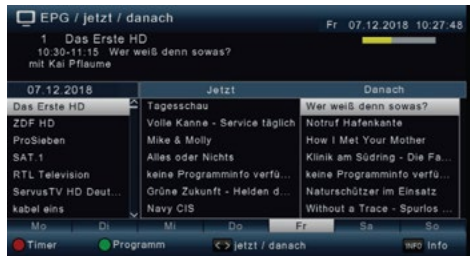 EPG / jetzt / danach
Fr 07.12.2018 10:27:48
1 Das Erste HD
10:30-11:15 Wer weiß denn sowas?
mit Kai Pflaume
07.12.2018 Jetzt Danach
Das Erste HD Tagesschau Wer weiß denn sowas?
ZDF HD Volle Kanne - Service täglich Notruf Hafenkante
ProSieben Mike & Molly How I Met Your Mother
SAT.1 Alles oder Nichts Klinik am Südring - Die Fa...
RTL Television keine Programminfo verfü... keine Programminfo verfü...
ServusTV HD Deut... Grüne Zukunft - Helden d... Naturschützer im Einsatz
kabel eins Navy CIS Without a Trace - Spurlos ...
Mo Di Mi Do Fr Sa So
Timer Programm <> jetzt / danach INFO Info